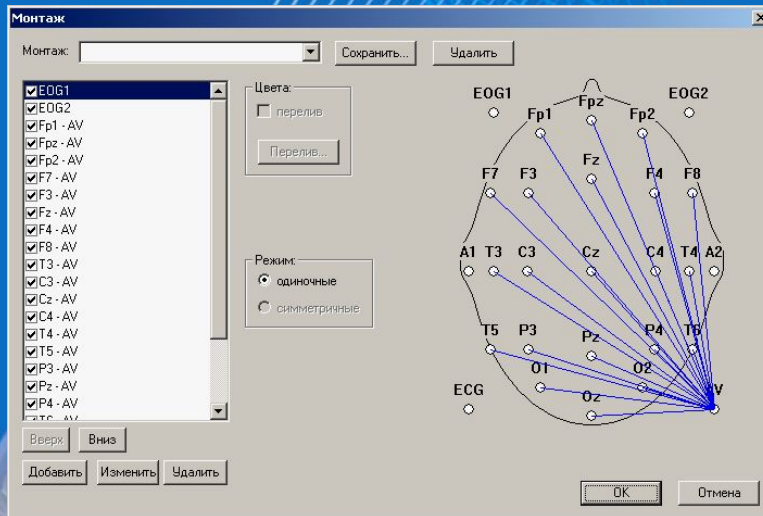 Монтаж
Монтаж:
Сохранить...
Удалить
EOG1
EOG2
Fp1 - AV
Fpz - AV
Fp2 - AV
F7 - AV
F3 - AV
Fz - AV
F4 - AV
F8 - AV
T3 - AV
C3 - AV
Cz - AV
C4 - AV
T4 - AV
T5 - AV
P3 - AV
Pz - AV
P4 - AV
T6 - AV
Вверх
Вниз
Добавить
Изменить
Удалить
Цвета:
перелив
Перелив...
Режим:
одиночные
симметричные
EOG1 Fp1 Fpz Fp2 EOG2
F7 F3 Fz F4 F8
A1 T3 C3 Cz C4 T4 A2
T5 P3 Pz P4 T6
O1 O2
ECG Oz AV
OK
Отмена